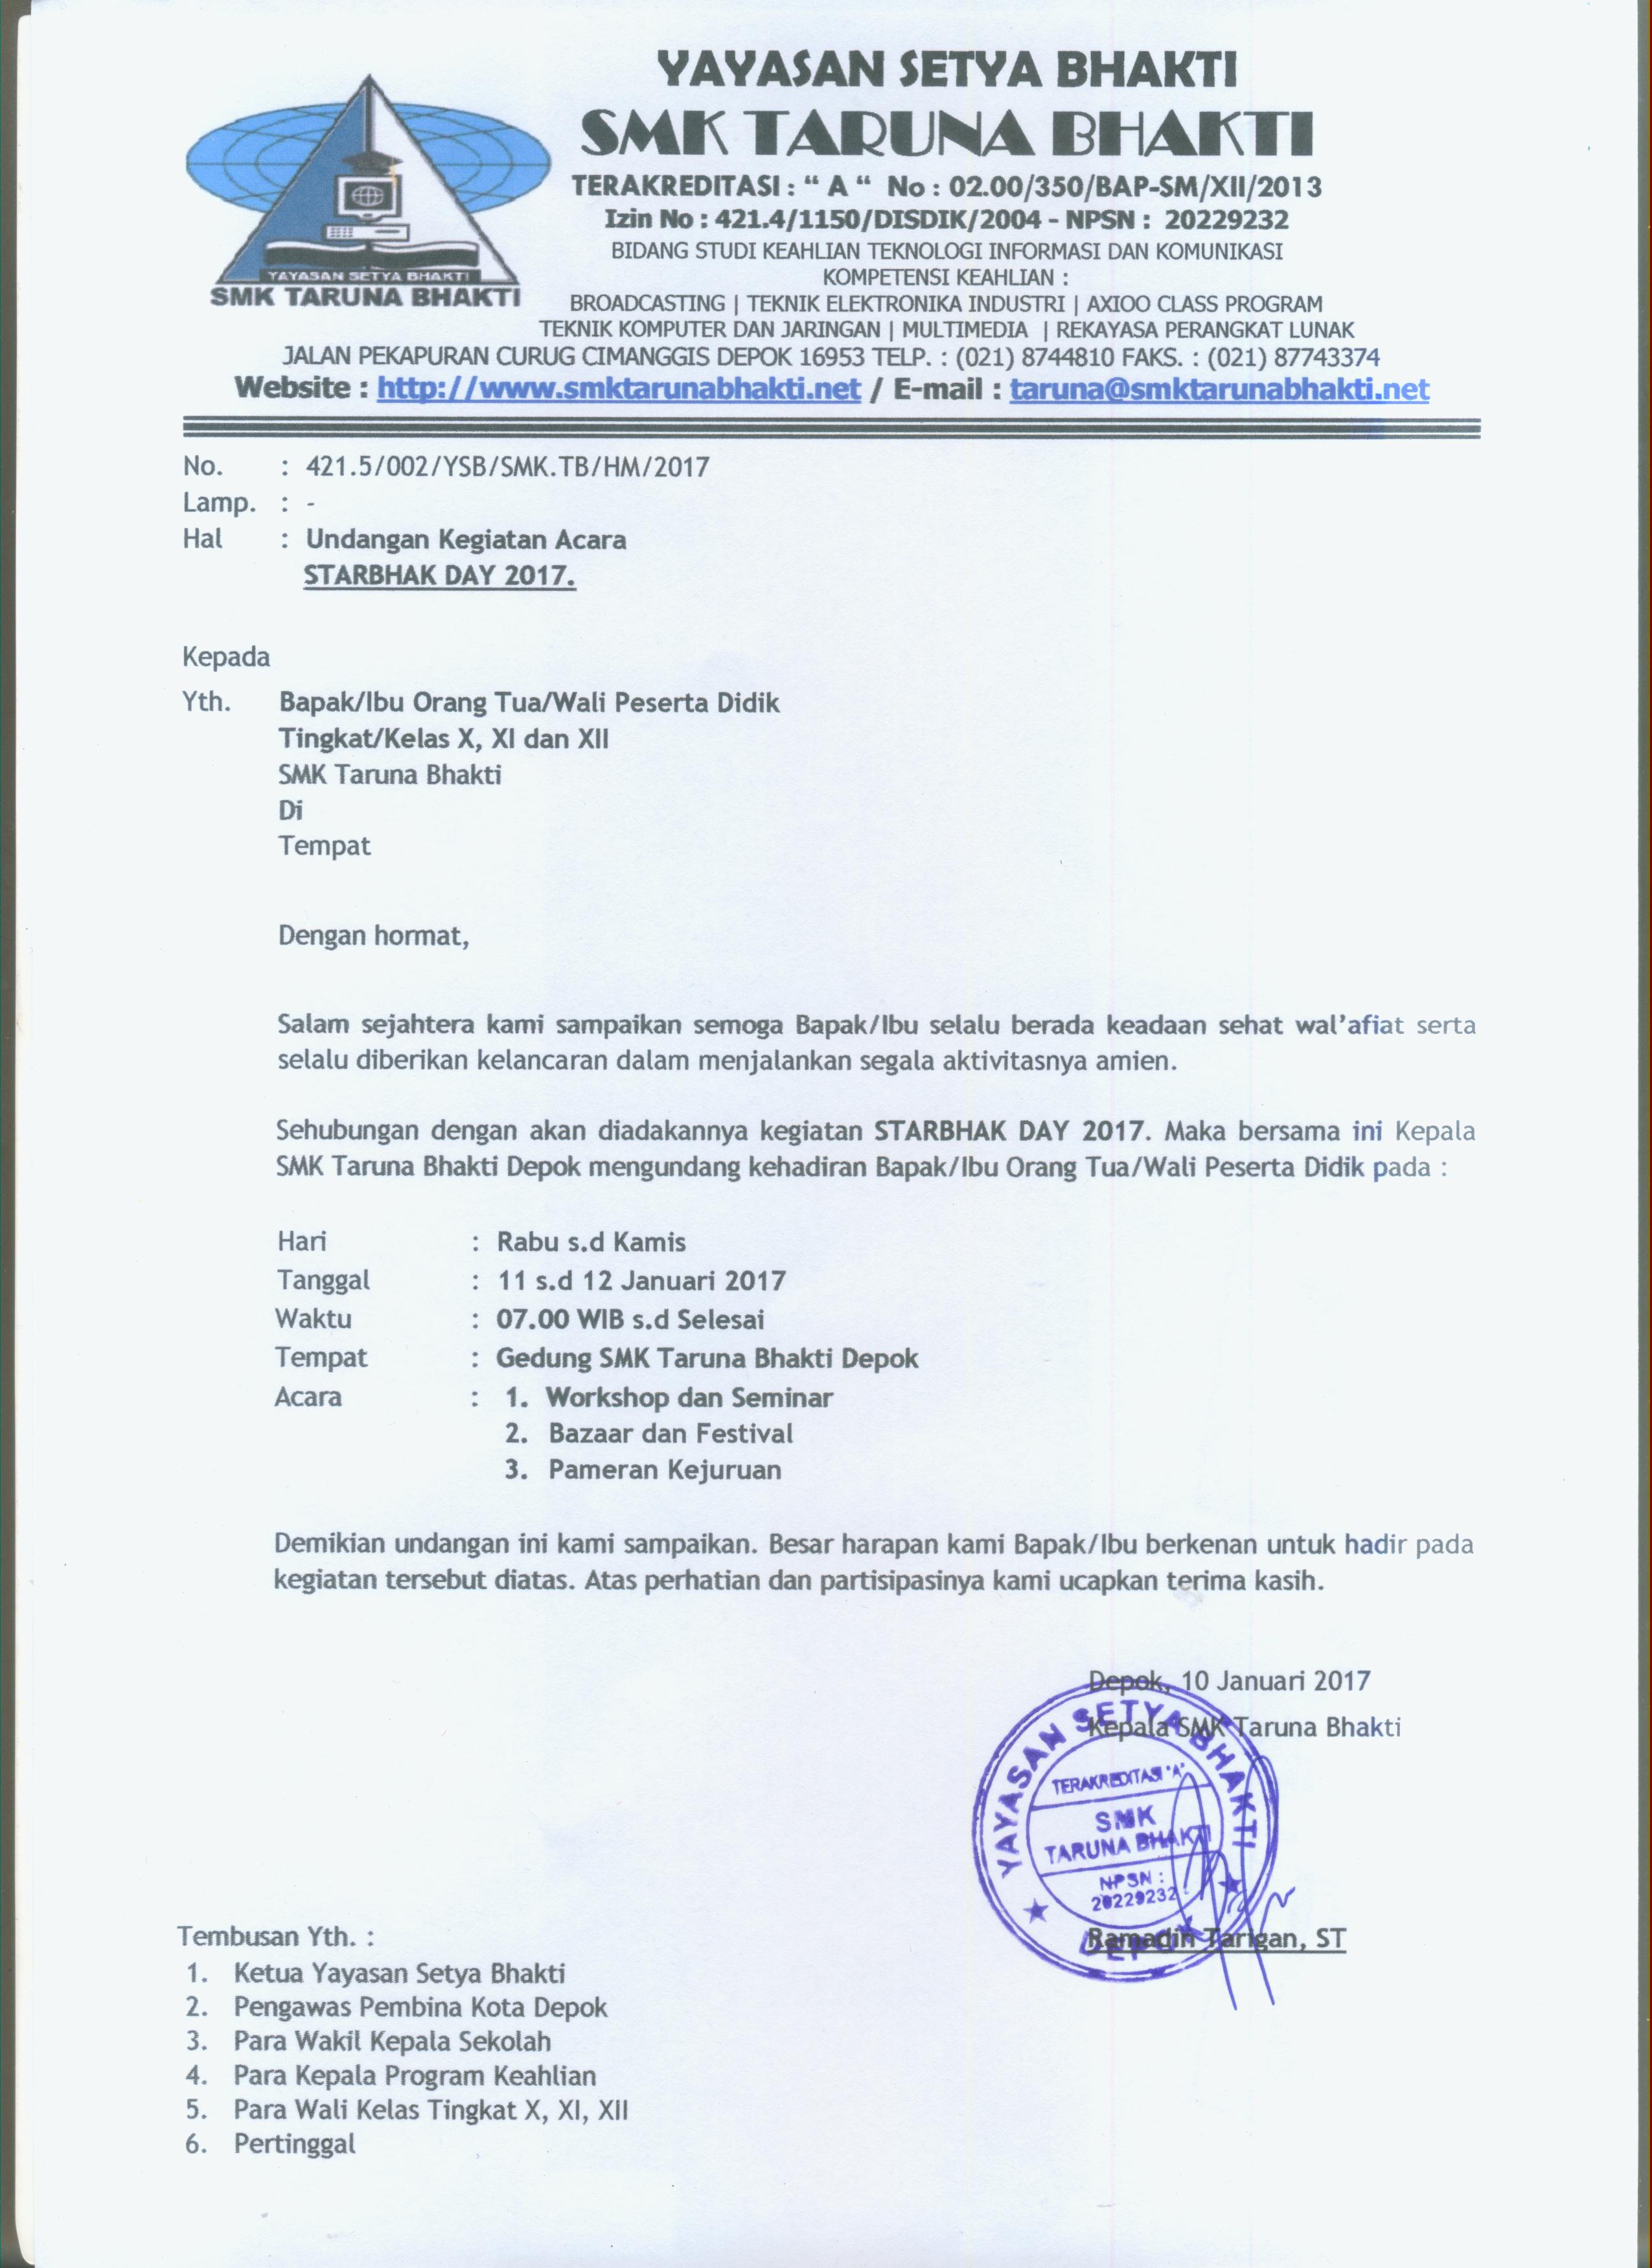 YAYASAN SETYA BHAKTI
SMK TARUNA BHAKTI
TERAKREDITASI : “ A “ No : 02.00/350/BAP-SM/XII/2013
Izin No : 421.4/1150/DISDIK/2004 - NPSN : 20229232
BIDANG STUDI KEAHLIAN TEKNOLOGI INFORMASI DAN KOMUNIKASI
KOMPETENSI KEAHLIAN :
BROADCASTING | TEKNIK ELEKTRONIKA INDUSTRI | AXIOO CLASS PROGRAM
TEKNIK KOMPUTER DAN JARINGAN | MULTIMEDIA | REKAYASA PERANGKAT LUNAK
JALAN PEKAPURAN CURUG CIMANGGIS DEPOK 16953 TELP. : (021) 8744810 FAKS. : (021) 87743374
Website : http://www.smktarunabhakti.net / E-mail : taruna@smktarunabhakti.net
YAYASAN SETYA BHAKTI
SMK TARUNA BHAKTI
No. : 421.5/002/YSB/SMK.TB/HM/2017
Lamp. : -
Hal : Undangan Kegiatan Acara
STARBHAK DAY 2017.
Kepada
Yth. Bapak/Ibu Orang Tua/Wali Peserta Didik
Tingkat/Kelas X, XI dan XII
SMK Taruna Bhakti
Di
Tempat
Dengan hormat,
Salam sejahtera kami sampaikan semoga Bapak/Ibu selalu berada keadaan sehat wal’afiat serta
selalu diberikan kelancaran dalam menjalankan segala aktivitasnya amien.
Sehubungan dengan akan diadakannya kegiatan STARBHAK DAY 2017. Maka bersama ini Kepala
SMK Taruna Bhakti Depok mengundang kehadiran Bapak/Ibu Orang Tua/Wali Peserta Didik pada :
Hari : Rabu s.d Kamis
Tanggal : 11 s.d 12 Januari 2017
Waktu : 07.00 WIB s.d Selesai
Tempat : Gedung SMK Taruna Bhakti Depok
Acara : 1. Workshop dan Seminar
2. Bazaar dan Festival
3. Pameran Kejuruan
Demikian undangan ini kami sampaikan. Besar harapan kami Bapak/Ibu berkenan untuk hadir pada
kegiatan tersebut diatas. Atas perhatian dan partisipasinya kami ucapkan terima kasih.
Depok, 10 Januari 2017
Kepala SMK Taruna Bhakti
YAYASAN SETYA BHAKTI
TERAKREDITASI "A"
SMK
TARUNA BHAKTI
NPSN :
20229232
DEPOK
Ramadin Tarigan, ST
Tembusan Yth. :
1. Ketua Yayasan Setya Bhakti
2. Pengawas Pembina Kota Depok
3. Para Wakil Kepala Sekolah
4. Para Kepala Program Keahlian
5. Para Wali Kelas Tingkat X, XI, XII
6. Pertinggal